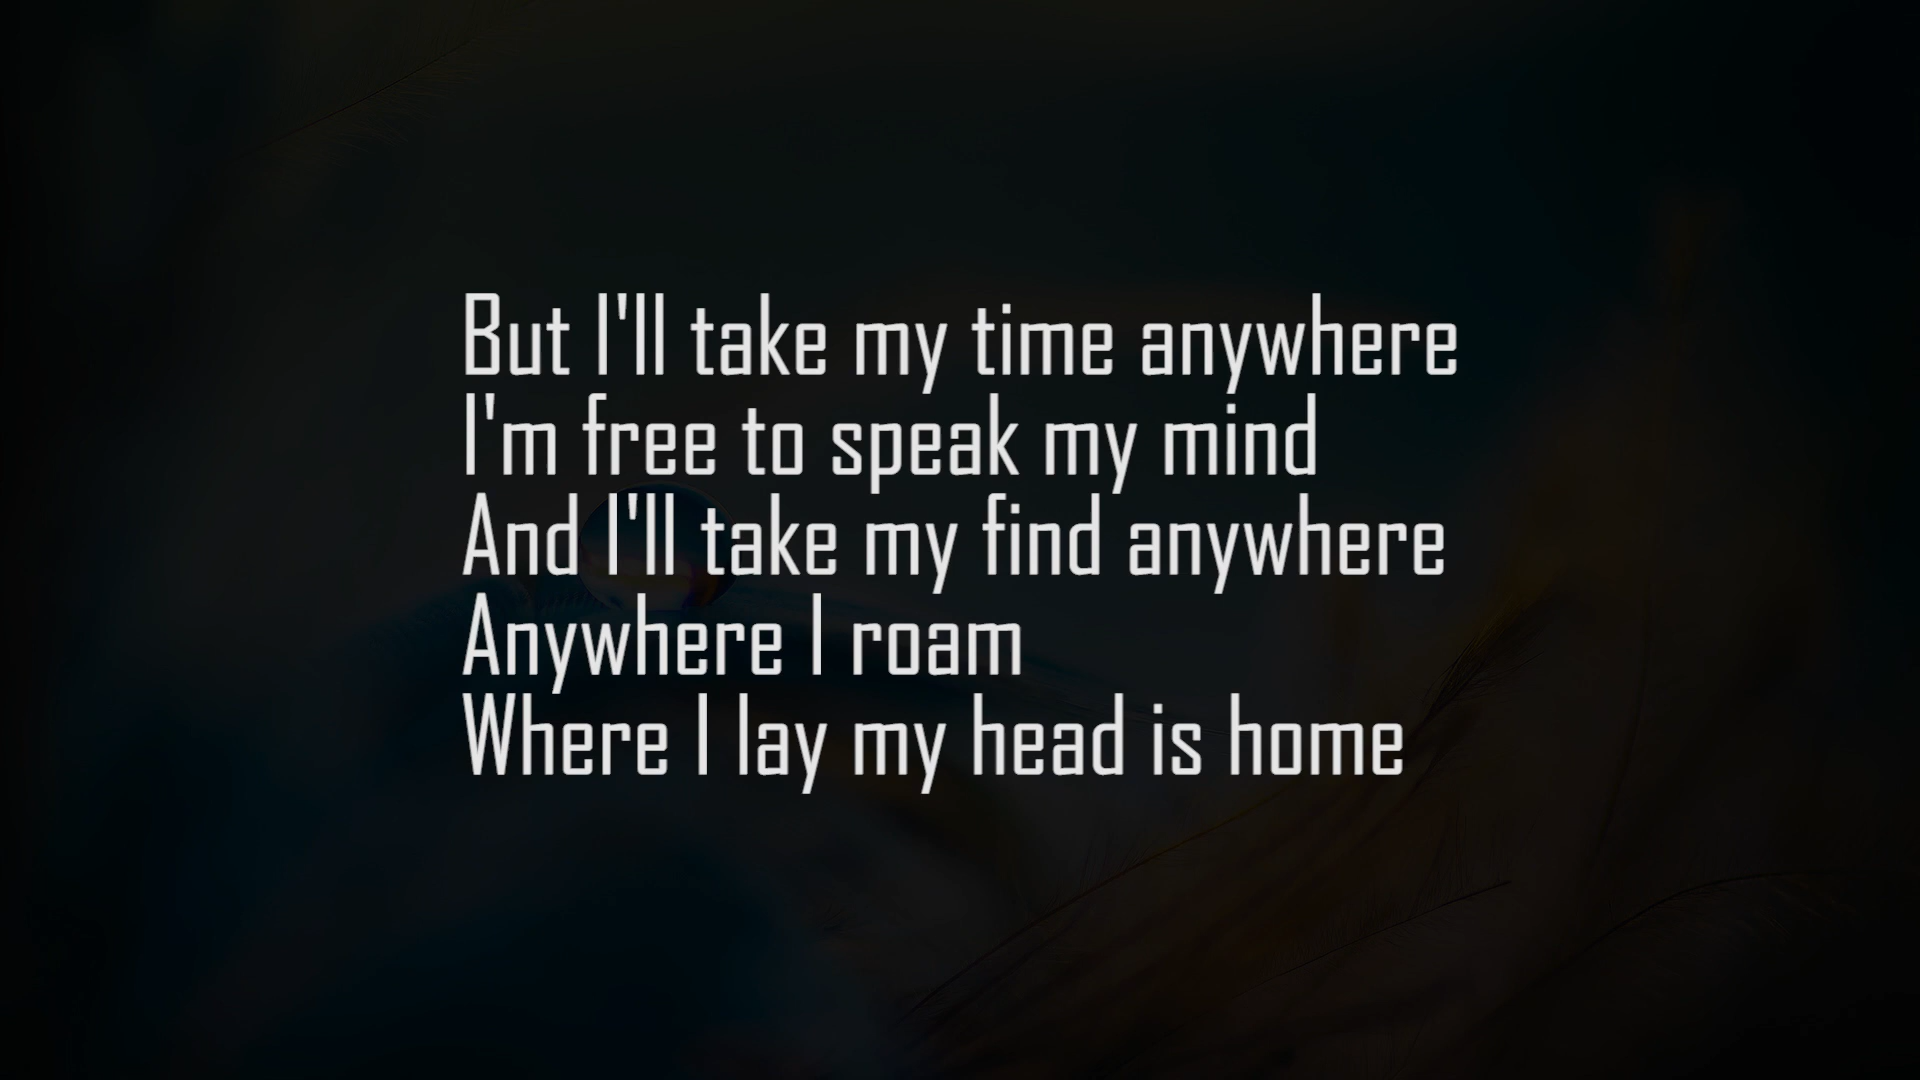 But I'll take my time anywhere
I'm free to speak my mind
And I'll take my find anywhere
Anywhere I roam
Where I lay my head is home